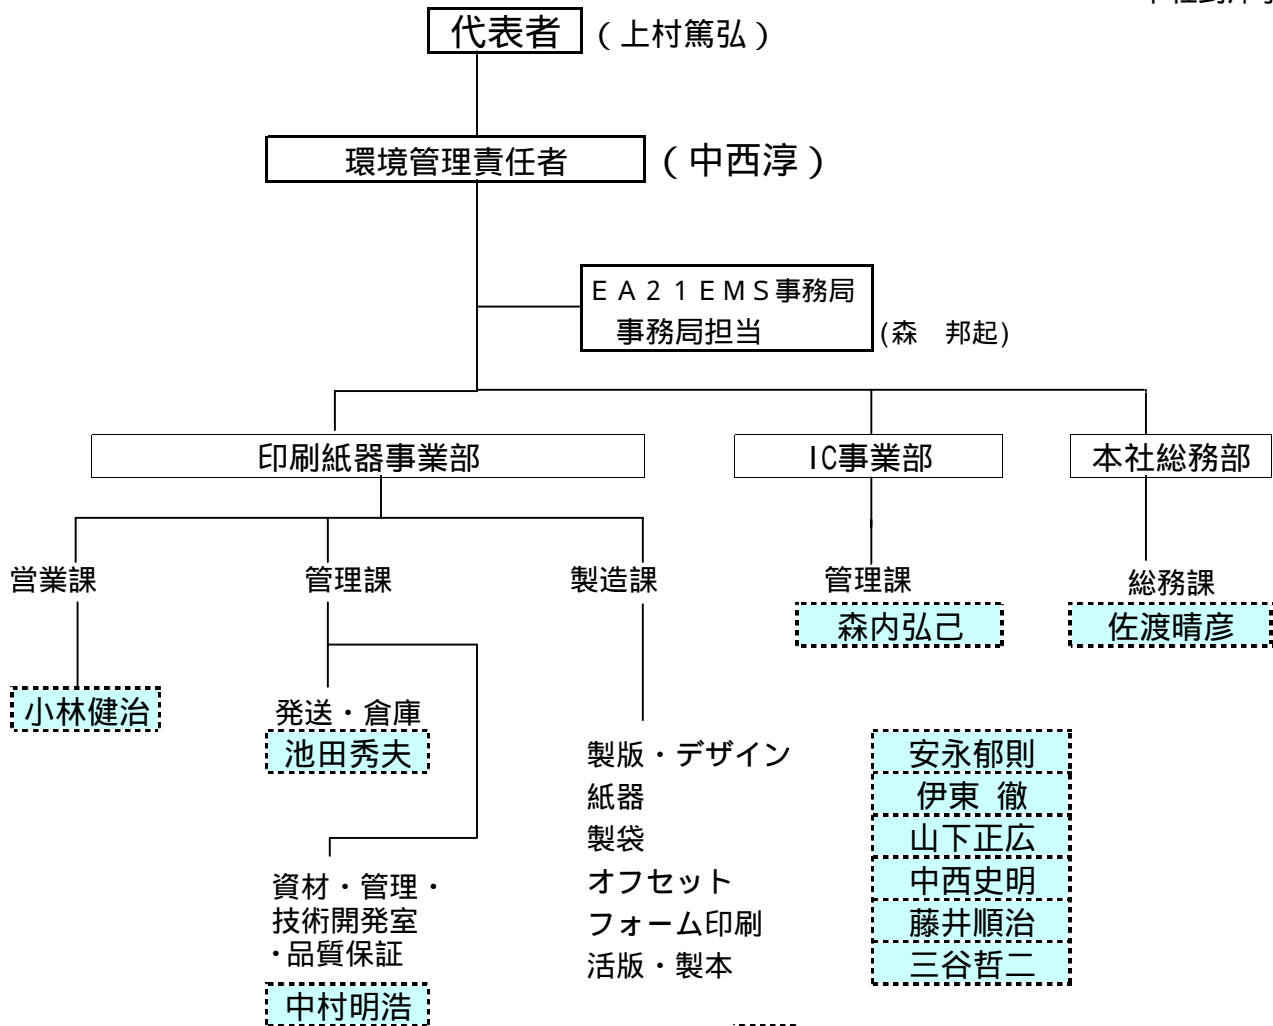 代表者 （上村篤弘）
環境管理責任者 （中西淳）
ＥＡ２１ＥＭＳ事務局
事務局担当 (森　邦起)
印刷紙器事業部 IC事業部 本社総務部
営業課 管理課 製造課 管理課 総務課
森内弘己 佐渡晴彦
小林健治
発送・倉庫
池田秀夫
製版・デザイン 安永郁則
紙器 伊東 徹
製袋 山下正広
オフセット 中西史明
フォーム印刷 藤井順治
活版・製本 三谷哲二
資材・管理・
技術開発室
・品質保証
中村明浩